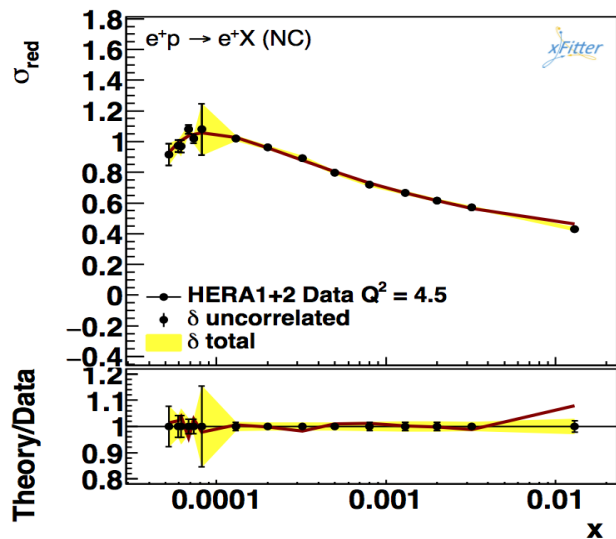 σred
e+p → e+X (NC)
xFitter
1.8
1.6
1.4
1.2
1
0.8
0.6
0.4
0.2
0
−0.2
−0.4
HERA1+2 Data Q² = 4.5
δ uncorrelated
δ total
Theory/Data
1.2
1.1
1.0
0.9
0.8
0.0001 0.001 0.01
x